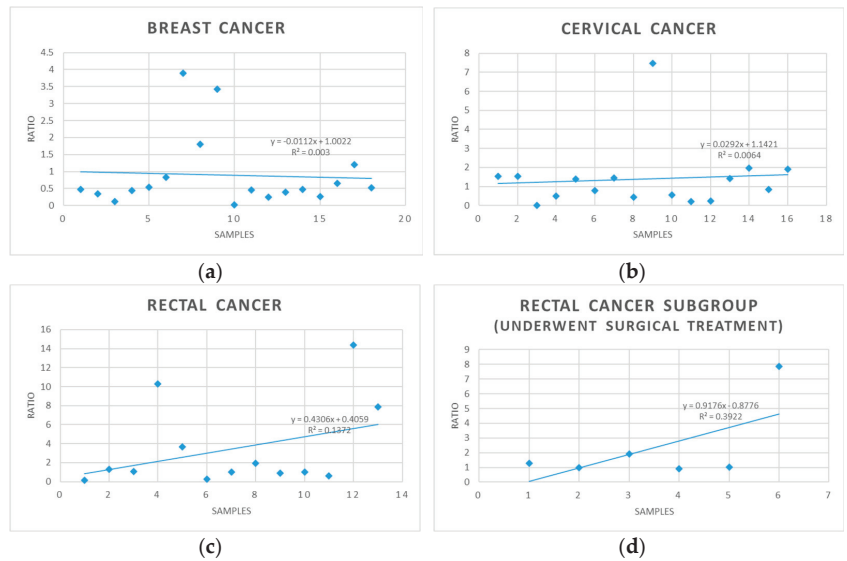 BREAST CANCER
4.5
4
3.5
3
2.5
2
1.5
1
0.5
0
RATIO
y = -0.0112x + 1.0022
R² = 0.003
0 5 10 15 20
SAMPLES
(a)
CERVICAL CANCER
8
7
6
5
4
3
2
1
0
RATIO
y = 0.0292x + 1.1421
R² = 0.0064
0 2 4 6 8 10 12 14 16 18
SAMPLES
(b)
RECTAL CANCER
16
14
12
10
8
6
4
2
0
RATIO
y = 0.4306x + 0.4059
R² = 0.1372
0 2 4 6 8 10 12 14
SAMPLES
(c)
RECTAL CANCER SUBGROUP
(UNDERWENT SURGICAL TREATMENT)
9
8
7
6
5
4
3
2
1
0
RATIO
y = 0.9176x - 0.8776
R² = 0.3922
0 1 2 3 4 5 6 7
SAMPLES
(d)